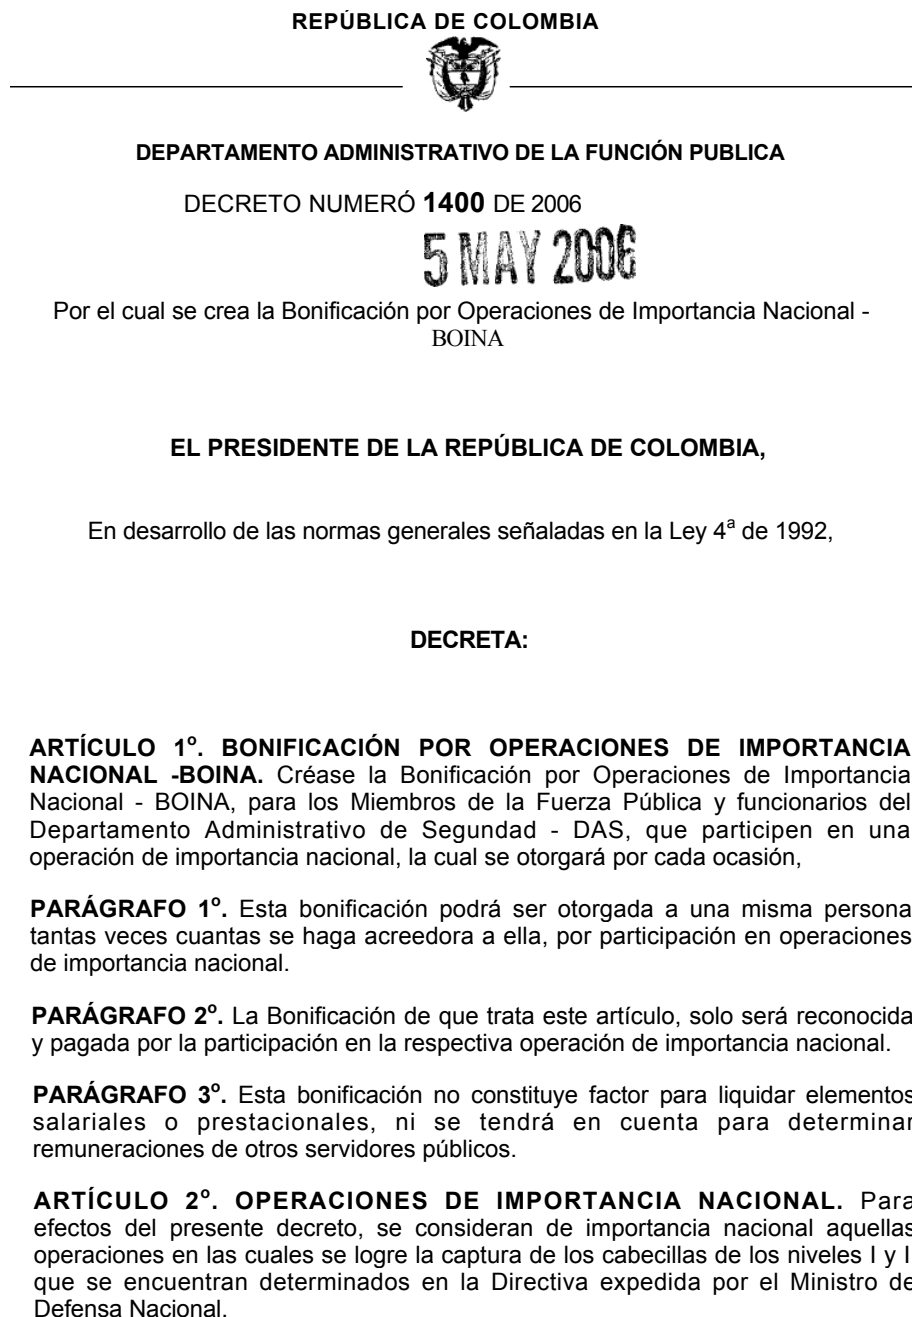 REPÚBLICA DE COLOMBIA
DEPARTAMENTO ADMINISTRATIVO DE LA FUNCIÓN PUBLICA
DECRETO NUMERÓ 1400 DE 2006
5 MAY 2006
Por el cual se crea la Bonificación por Operaciones de Importancia Nacional -
BOINA
EL PRESIDENTE DE LA REPÚBLICA DE COLOMBIA,
En desarrollo de las normas generales señaladas en la Ley 4ª de 1992,
DECRETA:
ARTÍCULO 1º. BONIFICACIÓN POR OPERACIONES DE IMPORTANCIA
NACIONAL -BOINA. Créase la Bonificación por Operaciones de Importancia
Nacional - BOINA, para los Miembros de la Fuerza Pública y funcionarios del
Departamento Administrativo de Segundad - DAS, que participen en una
operación de importancia nacional, la cual se otorgará por cada ocasión,
PARÁGRAFO 1º. Esta bonificación podrá ser otorgada a una misma persona
tantas veces cuantas se haga acreedora a ella, por participación en operaciones
de importancia nacional.
PARÁGRAFO 2º. La Bonificación de que trata este artículo, solo será reconocida
y pagada por la participación en la respectiva operación de importancia nacional.
PARÁGRAFO 3º. Esta bonificación no constituye factor para liquidar elementos
salariales o prestacionales, ni se tendrá en cuenta para determinar
remuneraciones de otros servidores públicos.
ARTÍCULO 2º. OPERACIONES DE IMPORTANCIA NACIONAL. Para
efectos del presente decreto, se consideran de importancia nacional aquellas
operaciones en las cuales se logre la captura de los cabecillas de los niveles I y I
que se encuentran determinados en la Directiva expedida por el Ministro de
Defensa Nacional.